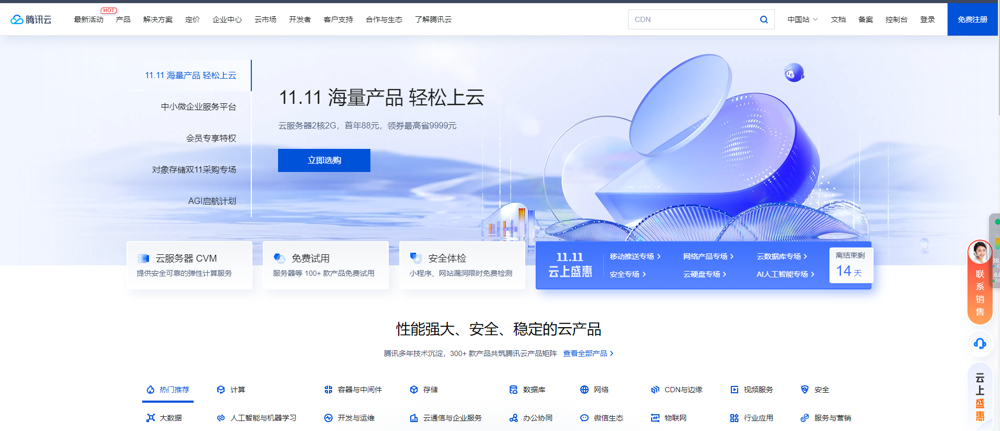 腾讯云
最新活动
HOT
产品
解决方案
定价
企业中心
云市场
开发者
客户支持
合作与生态
了解腾讯云
CDN
中国站
文档
备案
控制台
登录
免费注册
11.11 海量产品 轻松上云
中小微企业服务平台
会员专享特权
对象存储双11采购专场
AGI启航计划
11.11 海量产品 轻松上云
云服务器2核2G，首年88元，领券最高省9999元
立即选购
云服务器 CVM
提供安全可靠的弹性计算服务
免费试用
服务器等 100+ 款产品免费试用
安全体检
小程序、网站漏洞限时免费检测
11.11
云上盛惠
移动推送专场
网络产品专场
云数据库专场
安全专场
云硬盘专场
AI人工智能专场
离结束剩
14 天
联系销售
云上盛惠
性能强大、安全、稳定的云产品
腾讯多年技术沉淀，300+ 款产品共筑腾讯云产品矩阵 查看全部产品
热门推荐
计算
容器与中间件
存储
数据库
网络
CDN与边缘
视频服务
安全
大数据
人工智能与机器学习
开发与运维
云通信与企业服务
办公协同
微信生态
物联网
行业应用
服务与营销